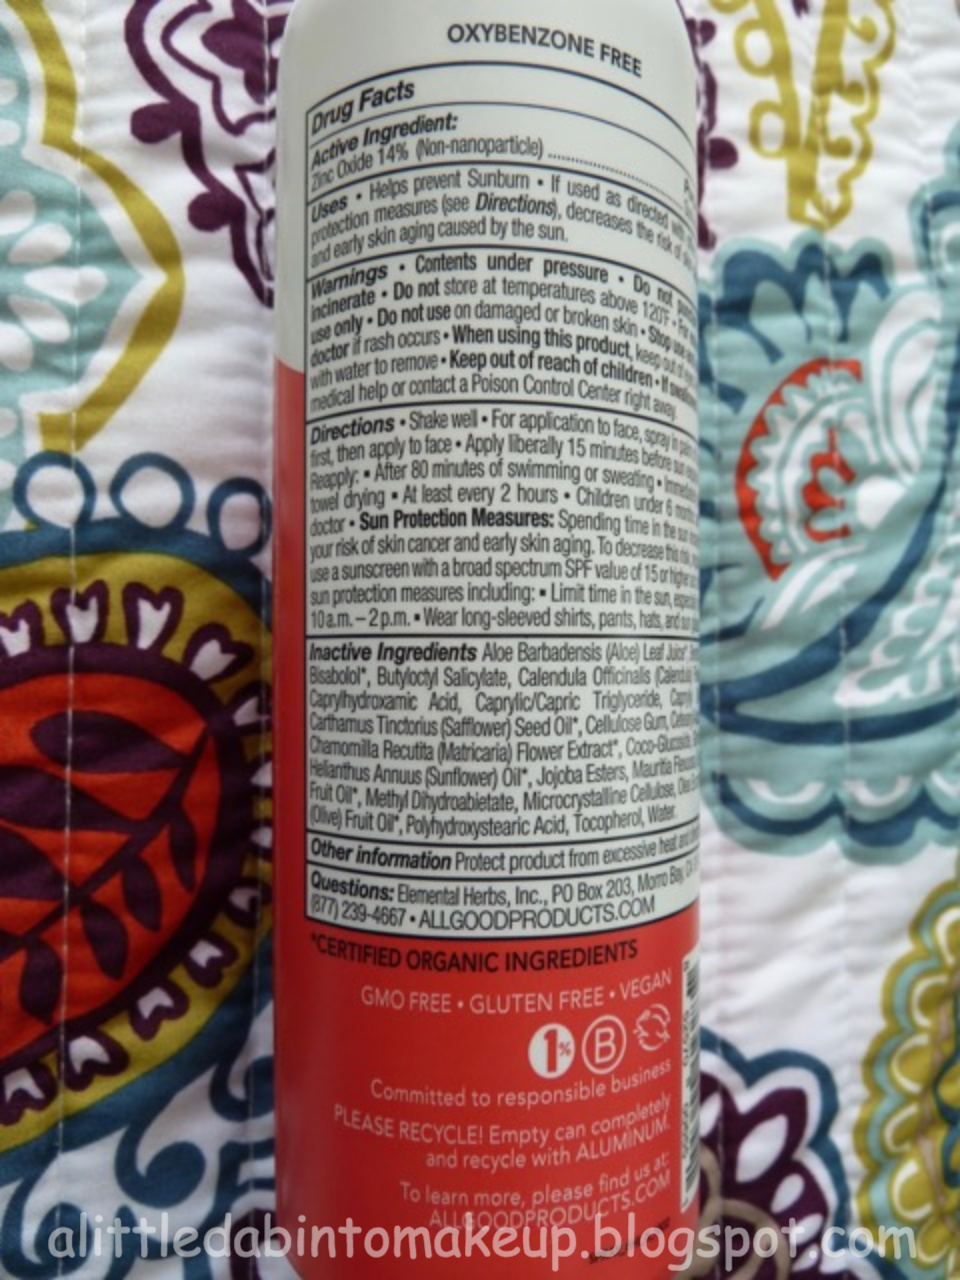 OXYBENZONE FREE
Drug Facts
Active Ingredient:
Zinc Oxide 14% (Non-nanoparticle)
Uses • Helps prevent Sunburn • If used as directed with
protection measures (see Directions), decreases the risk of
and early skin aging caused by the sun.
Warnings • Contents under pressure • Do not
incinerate • Do not store at temperatures above 120°F •
use only • Do not use on damaged or broken skin • Stop use
doctor if rash occurs • When using this product, keep out of
with water to remove • Keep out of reach of children • If
medical help or contact a Poison Control Center right away.
Directions • Shake well • For application to face, spray in
first, then apply to face • Apply liberally 15 minutes before sun
Reapply: • After 80 minutes of swimming or sweating •
towel drying • At least every 2 hours • Children under 6
doctor • Sun Protection Measures: Spending time in the sun
your risk of skin cancer and early skin aging. To decrease this risk,
use a sunscreen with a broad spectrum SPF value of 15 or higher
sun protection measures including: • Limit time in the sun,
10 a.m. – 2 p.m. • Wear long-sleeved shirts, pants, hats, and
Inactive Ingredients Aloe Barbadensis (Aloe) Leaf Juice*
Bisabolol*, Butyloctyl Salicylate, Calendula Officinalis
Caprylhydroxamic Acid, Caprylic/Capric Triglyceride,
Carthamus Tinctorius (Safflower) Seed Oil*, Cellulose Gum,
Chamomilla Recutita (Matricaria) Flower Extract*, Coco-Glucoside,
Helianthus Annuus (Sunflower) Oil*, Jojoba Esters, Mauritia
Fruit Oil*, Methyl Dihydroabietate, Microcrystalline Cellulose,
(Olive) Fruit Oil*, Polyhydroxystearic Acid, Tocopherol, Water.
Other information Protect product from excessive heat and
Questions: Elemental Herbs, Inc., PO Box 203, Morro Bay, CA
(877) 239-4667 • ALLGOODPRODUCTS.COM
*CERTIFIED ORGANIC INGREDIENTS
GMO FREE • GLUTEN FREE • VEGAN
1% B
Committed to responsible business
PLEASE RECYCLE! Empty can completely
and recycle with ALUMINUM.
To learn more, please find us at:
ALLGOODPRODUCTS.COM
alittledabintomakeup.blogspot.com